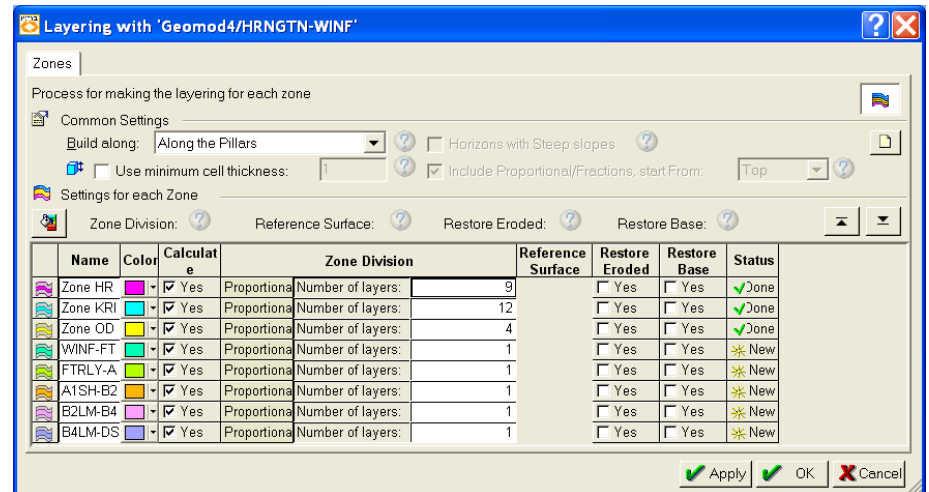 Layering with 'Geomod4/HRNGTN-WINF'
Zones
Process for making the layering for each zone
Common Settings
Build along: Along the Pillars Horizons with Steep slopes
Use minimum cell thickness: 1 Include Proportional/Fractions, start From: Top
Settings for each Zone
Zone Division: Reference Surface: Restore Eroded: Restore Base:
Name Color Calculat e Zone Division Reference Surface Restore Eroded Restore Base Status
Zone HR Yes Proportiona Number of layers: 9 Yes Yes Done
Zone KRI Yes Proportiona Number of layers: 12 Yes Yes Done
Zone OD Yes Proportiona Number of layers: 4 Yes Yes Done
WINF-FT Yes Proportiona Number of layers: 1 Yes Yes New
FTRLY-A Yes Proportiona Number of layers: 1 Yes Yes New
A1SH-B2 Yes Proportiona Number of layers: 1 Yes Yes New
B2LM-B4 Yes Proportiona Number of layers: 1 Yes Yes New
B4LM-DS Yes Proportiona Number of layers: 1 Yes Yes New
Apply OK Cancel